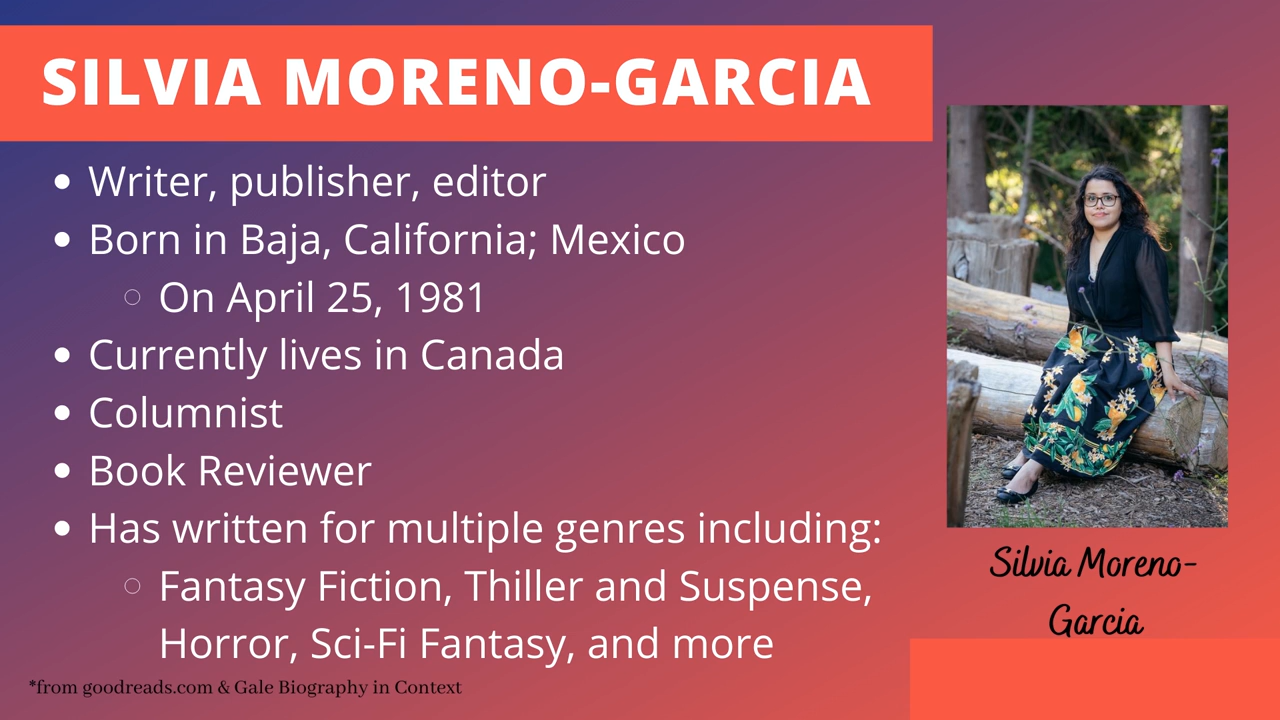 SILVIA MORENO-GARCIA
Writer, publisher, editor
Born in Baja, California; Mexico
On April 25, 1981
Currently lives in Canada
Columnist
Book Reviewer
Has written for multiple genres including:
Fantasy Fiction, Thiller and Suspense,
Horror, Sci-Fi Fantasy, and more
*from goodreads.com & Gale Biography in Context
Silvia Moreno-
Garcia